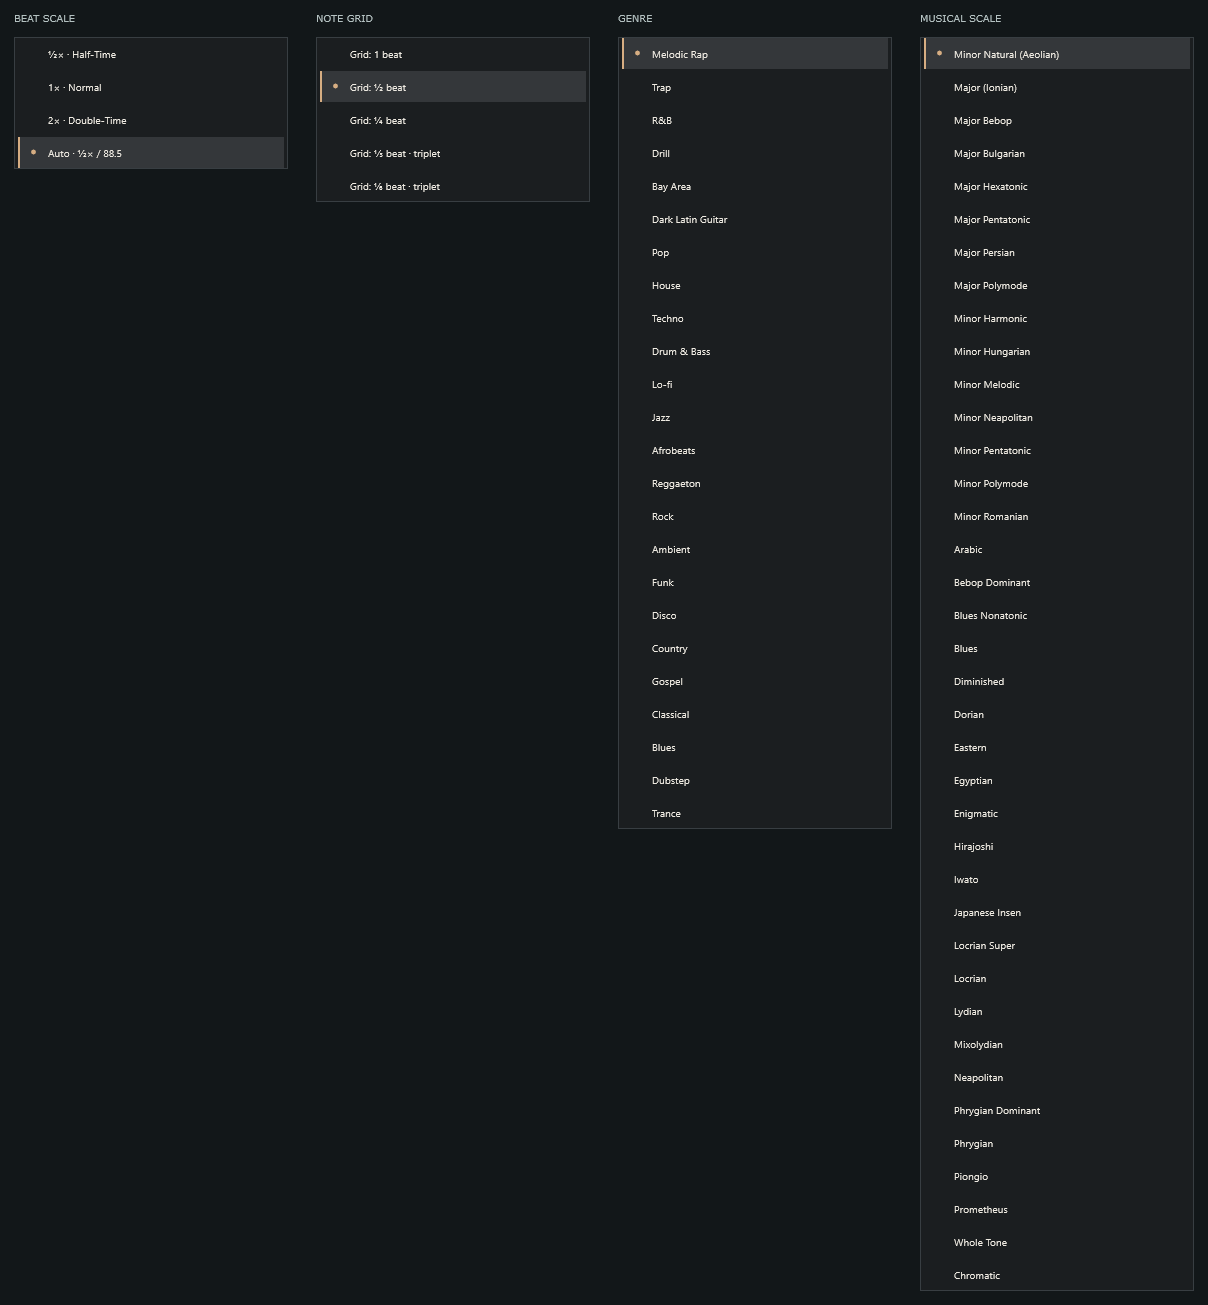 BEAT SCALE
½× · Half-Time
1× · Normal
2× · Double-Time
Auto · ½× / 88.5
NOTE GRID
Grid: 1 beat
Grid: ½ beat
Grid: ¼ beat
Grid: ⅓ beat · triplet
Grid: ⅙ beat · triplet
GENRE
Melodic Rap
Trap
R&B
Drill
Bay Area
Dark Latin Guitar
Pop
House
Techno
Drum & Bass
Lo-fi
Jazz
Afrobeats
Reggaeton
Rock
Ambient
Funk
Disco
Country
Gospel
Classical
Blues
Dubstep
Trance
MUSICAL SCALE
Minor Natural (Aeolian)
Major (Ionian)
Major Bebop
Major Bulgarian
Major Hexatonic
Major Pentatonic
Major Persian
Major Polymode
Minor Harmonic
Minor Hungarian
Minor Melodic
Minor Neapolitan
Minor Pentatonic
Minor Polymode
Minor Romanian
Arabic
Bebop Dominant
Blues Nonatonic
Blues
Diminished
Dorian
Eastern
Egyptian
Enigmatic
Hirajoshi
Iwato
Japanese Insen
Locrian Super
Locrian
Lydian
Mixolydian
Neapolitan
Phrygian Dominant
Phrygian
Piongio
Prometheus
Whole Tone
Chromatic